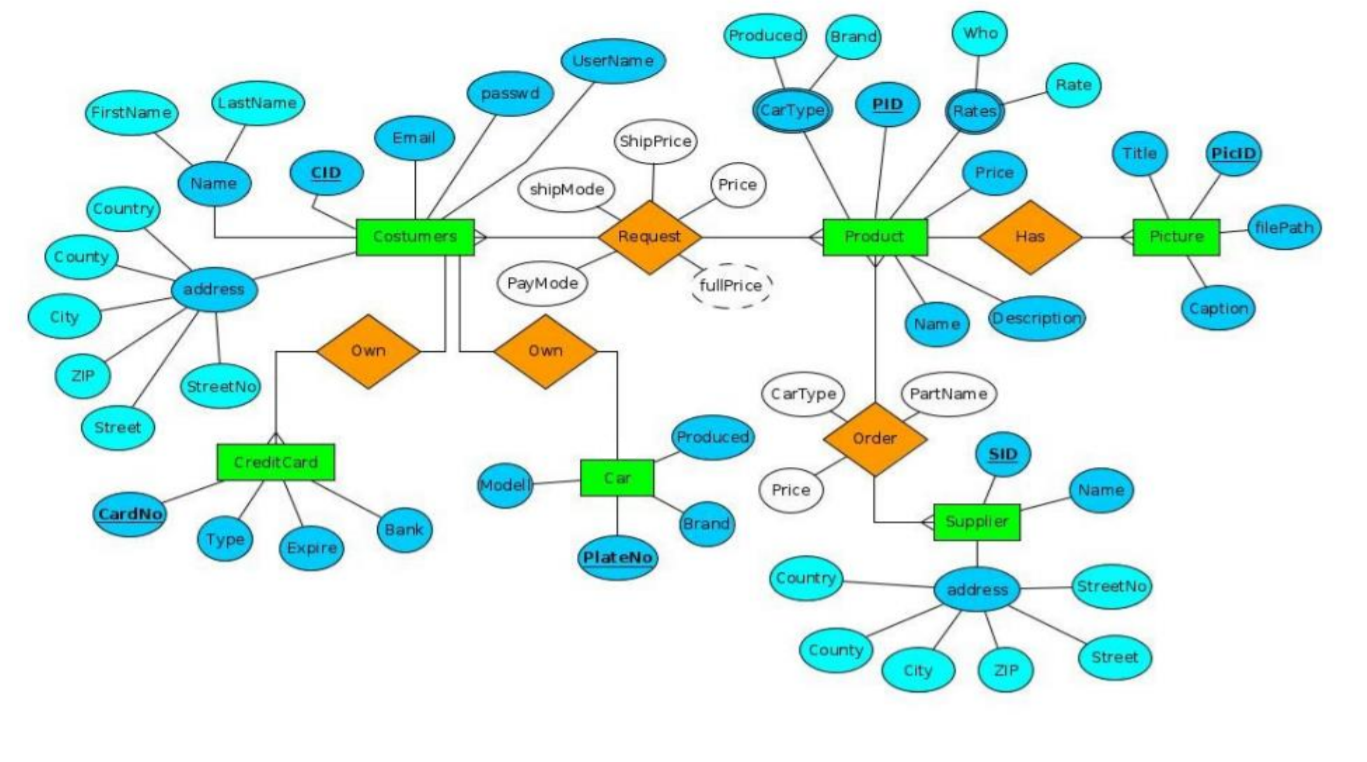 Produced
Brand
Who
UserName
CarType
PID
Rates
Rate
FirstName
LastName
passwd
Email
ShipPrice
Title
PicID
Name
CID
shipMode
Price
Price
Country
Costumers
Request
Product
Has
Picture
filePath
County
address
PayMode
fullPrice
Name
Description
Caption
City
ZIP
StreetNo
Street
Own
Own
CarType
PartName
Order
CreditCard
Car
Produced
Modell
Price
SID
Name
CardNo
Type
Expire
Bank
PlateNo
Brand
Supplier
Country
address
StreetNo
County
City
ZIP
Street